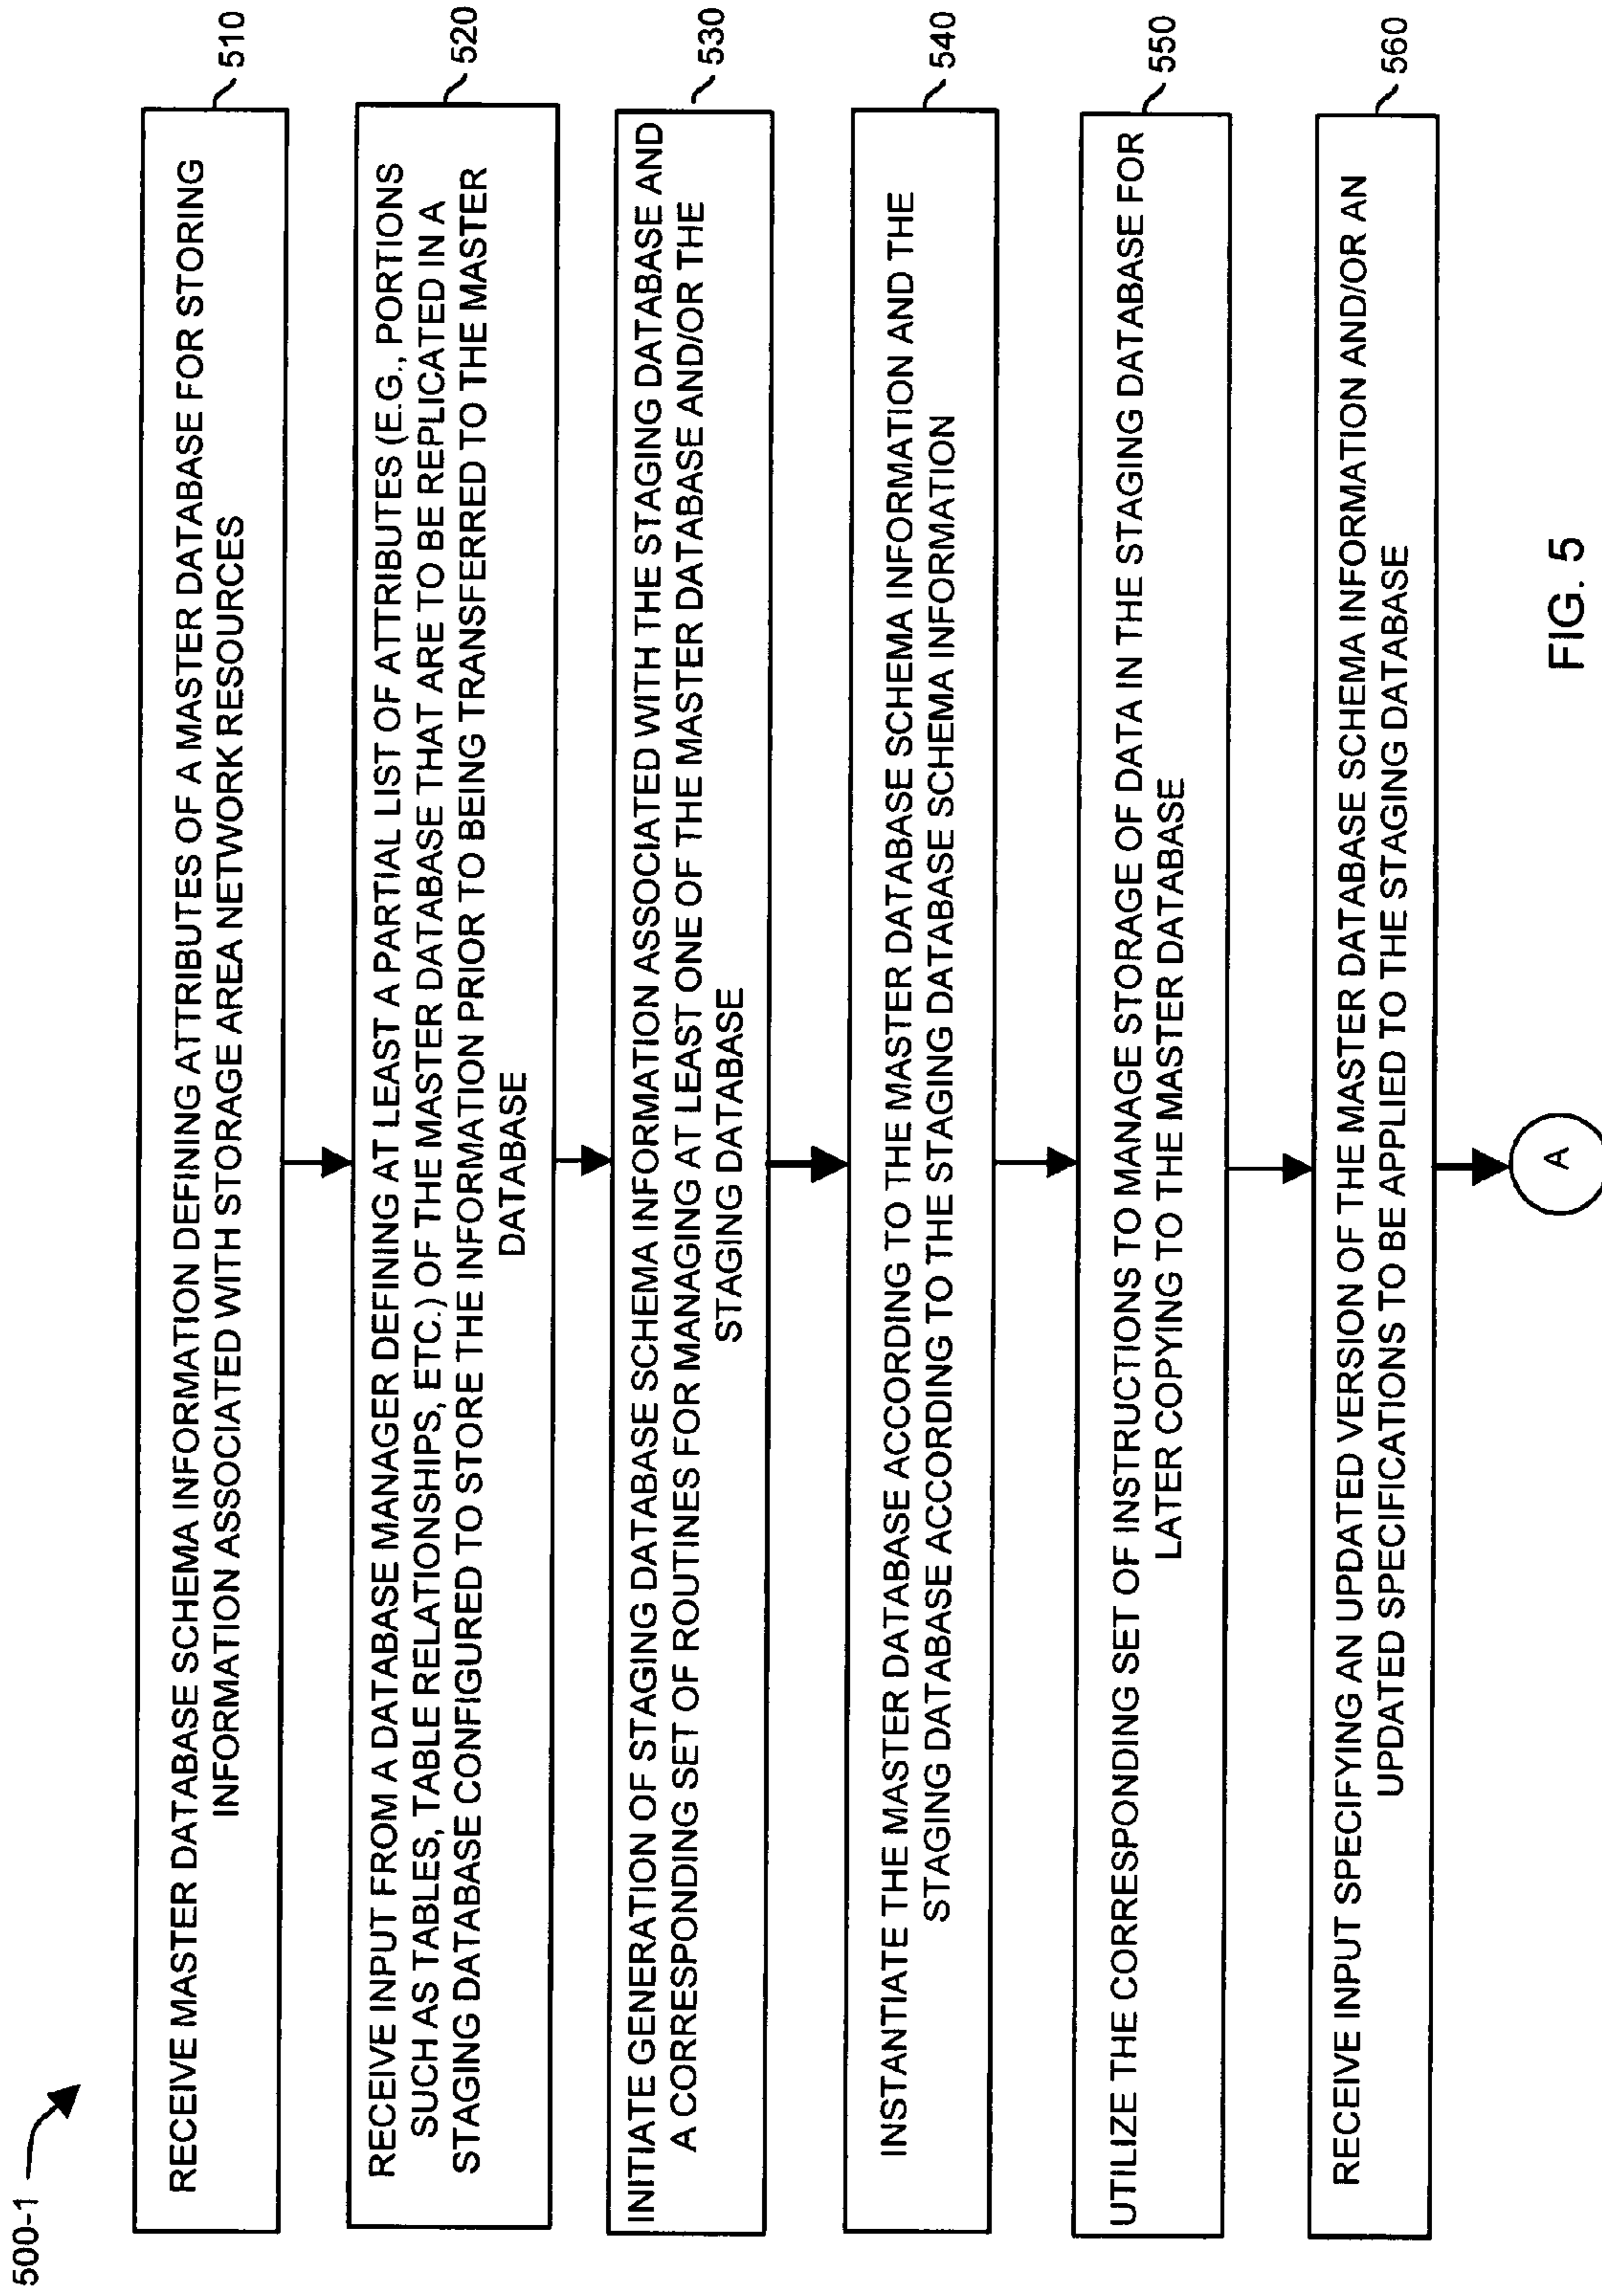 500-1
RECEIVE MASTER DATABASE SCHEMA INFORMATION DEFINING ATTRIBUTES OF A MASTER DATABASE FOR STORING
INFORMATION ASSOCIATED WITH STORAGE AREA NETWORK RESOURCES
510
RECEIVE INPUT FROM A DATABASE MANAGER DEFINING AT LEAST A PARTIAL LIST OF ATTRIBUTES (E.G., PORTIONS
SUCH AS TABLES, TABLE RELATIONSHIPS, ETC.) OF THE MASTER DATABASE THAT ARE TO BE REPLICATED IN A
STAGING DATABASE CONFIGURED TO STORE THE INFORMATION PRIOR TO BEING TRANSFERRED TO THE MASTER
DATABASE
520
INITIATE GENERATION OF STAGING DATABASE SCHEMA INFORMATION ASSOCIATED WITH THE STAGING DATABASE AND
A CORRESPONDING SET OF ROUTINES FOR MANAGING AT LEAST ONE OF THE MASTER DATABASE AND/OR THE
STAGING DATABASE
530
INSTANTIATE THE MASTER DATABASE ACCORDING TO THE MASTER DATABASE SCHEMA INFORMATION AND THE
STAGING DATABASE ACCORDING TO THE STAGING DATABASE SCHEMA INFORMATION
540
UTILIZE THE CORRESPONDING SET OF INSTRUCTIONS TO MANAGE STORAGE OF DATA IN THE STAGING DATABASE FOR
LATER COPYING TO THE MASTER DATABASE
550
RECEIVE INPUT SPECIFYING AN UPDATED VERSION OF THE MASTER DATABASE SCHEMA INFORMATION AND/OR AN
UPDATED SPECIFICATIONS TO BE APPLIED TO THE STAGING DATABASE
560
A
FIG. 5